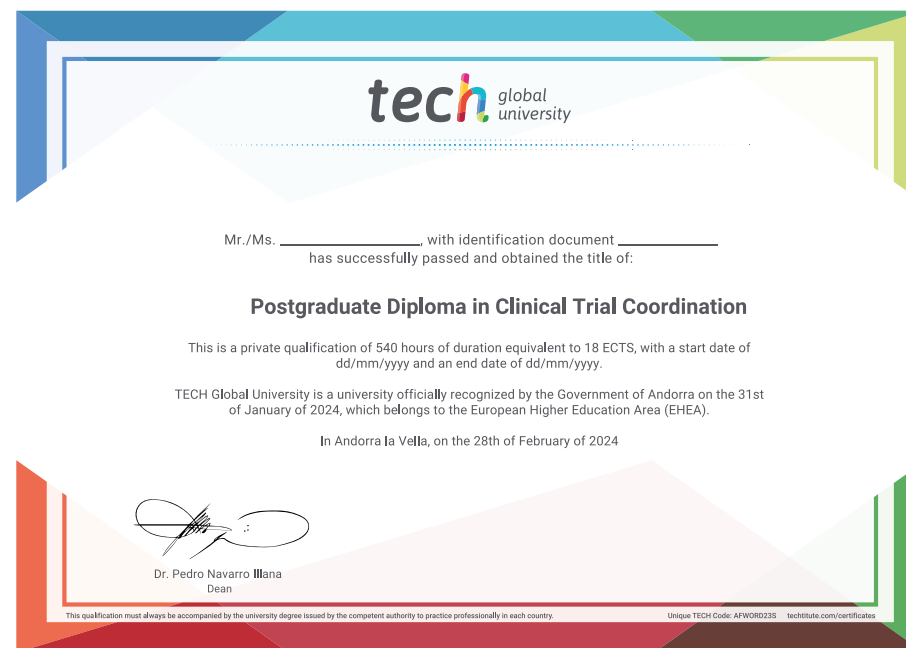 tech global university
Mr./Ms. ____________, with identification document ____________
has successfully passed and obtained the title of:
Postgraduate Diploma in Clinical Trial Coordination
This is a private qualification of 540 hours of duration equivalent to 18 ECTS, with a start date of
dd/mm/yyyy and an end date of dd/mm/yyyy.
TECH Global University is a university officially recognized by the Government of Andorra on the 31st
of January of 2024, which belongs to the European Higher Education Area (EHEA).
In Andorra la Vella, on the 28th of February of 2024
Dr. Pedro Navarro Illana
Dean
This qualification must always be accompanied by the university degree issued by the competent authority to practice professionally in each country.
Unique TECH Code: AFWORD23S techtitute.com/certificates